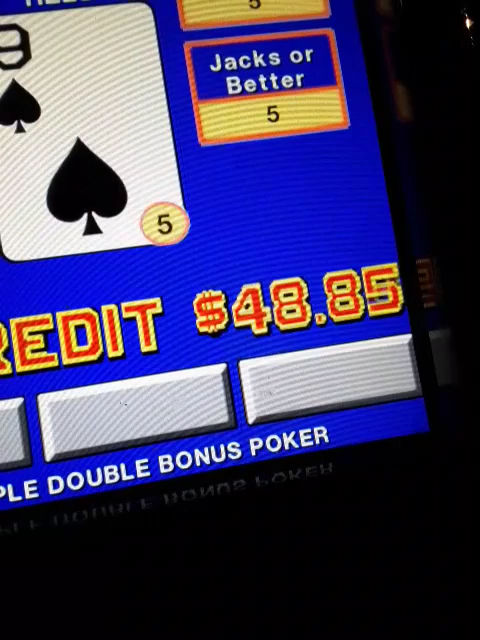 5
9
Jacks or
Better
5
5
REDIT $48.85
PLE DOUBLE BONUS POKER